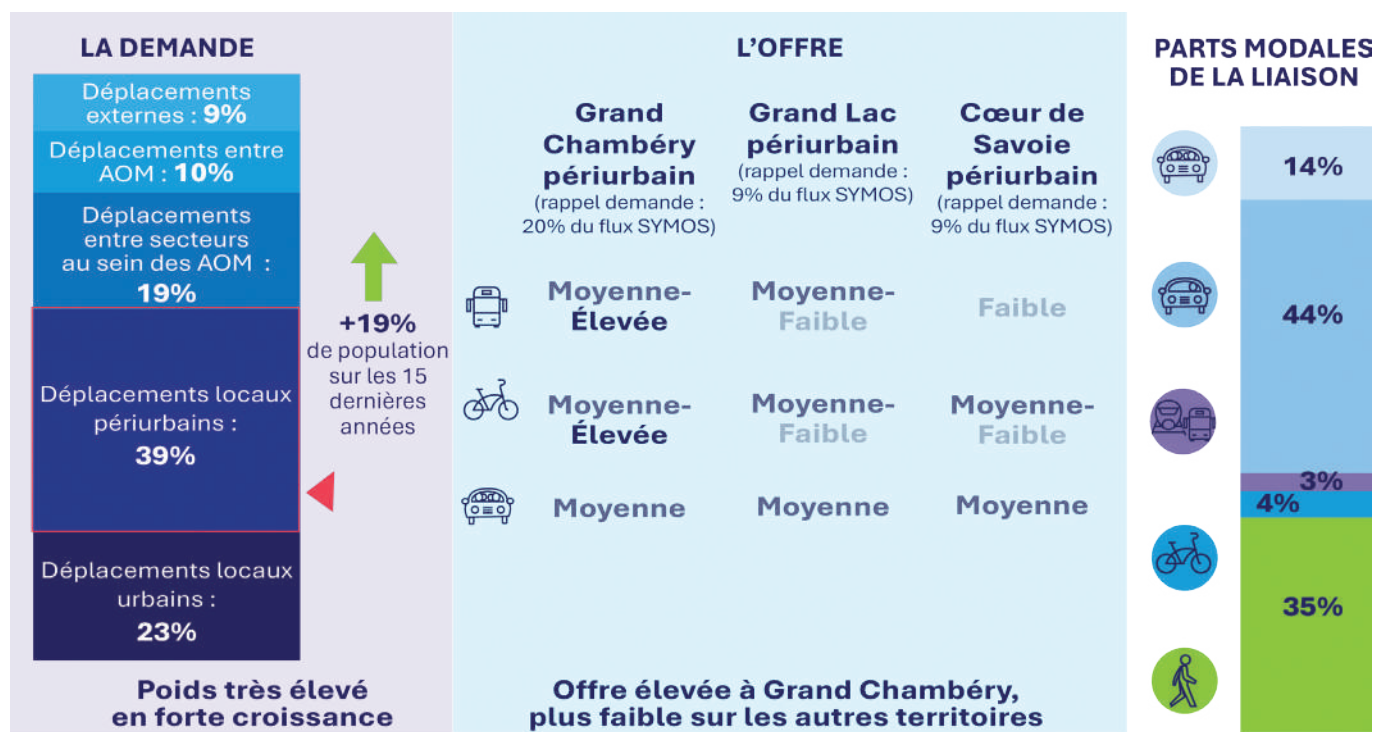 LA DEMANDE
Déplacements
externes : 9%
Déplacements entre
AOM : 10%
Déplacements
entre secteurs
au sein des AOM :
19%
Déplacements locaux
périurbains :
39%
Déplacements locaux
urbains :
23%
+19%
de population
sur les 15
dernières
années
Poids très élevé
en forte croissance
L'OFFRE
Grand
Chambéry
périurbain
(rappel demande :
20% du flux SYMOS)
Grand Lac
périurbain
(rappel demande :
9% du flux SYMOS)
Cœur de
Savoie
périurbain
(rappel demande :
9% du flux SYMOS)
Moyenne-
Élevée
Moyenne-
Faible
Faible
Moyenne-
Élevée
Moyenne-
Faible
Moyenne-
Faible
Moyenne
Moyenne
Moyenne
Offre élevée à Grand Chambéry,
plus faible sur les autres territoires
PARTS MODALES
DE LA LIAISON
14%
44%
3%
4%
35%